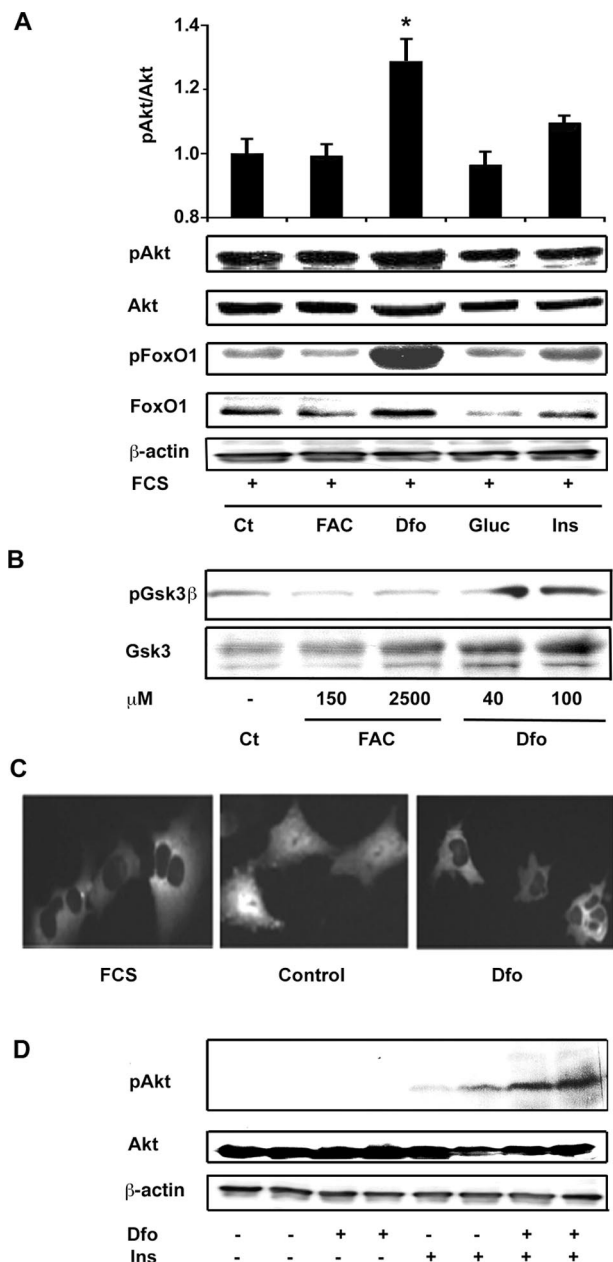 A
pAkt/Akt
1.4
1.2
1.0
0.8
*
pAkt
Akt
pFoxO1
FoxO1
β-actin
FCS + + + + +
Ct FAC Dfo Gluc Ins
B
pGsk3β
Gsk3
μM - 150 2500 40 100
Ct FAC Dfo
C
FCS Control Dfo
D
pAkt
Akt
β-actin
Dfo - - + + - - + +
Ins - - - - + + + +